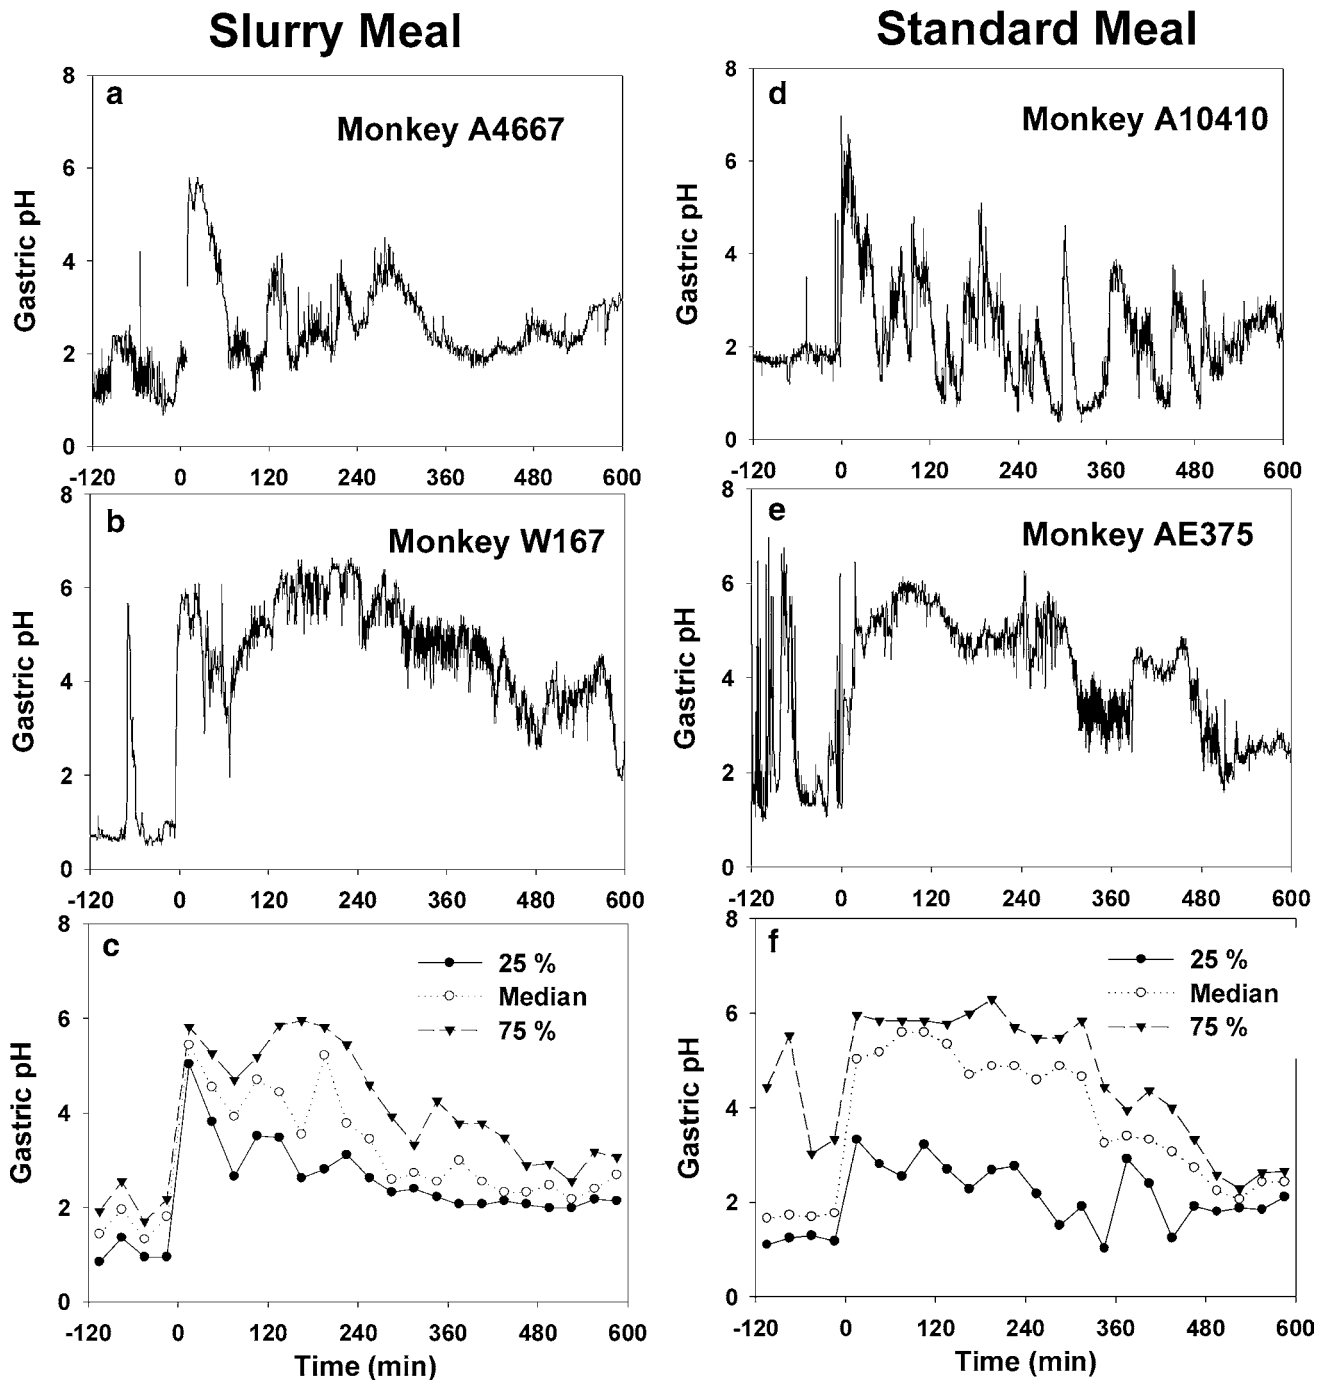 Slurry Meal
Standard Meal
a
Monkey A4667
Gastric pH
8
6
4
2
0
-120 0 120 240 360 480 600
d
Monkey A10410
Gastric pH
8
6
4
2
0
-120 0 120 240 360 480 600
b
Monkey W167
Gastric pH
8
6
4
2
0
-120 0 120 240 360 480 600
e
Monkey AE375
Gastric pH
8
6
4
2
0
-120 0 120 240 360 480 600
c
25 %
Median
75 %
Gastric pH
8
6
4
2
0
-120 0 120 240 360 480 600
Time (min)
f
25 %
Median
75 %
Gastric pH
8
6
4
2
0
-120 0 120 240 360 480 600
Time (min)